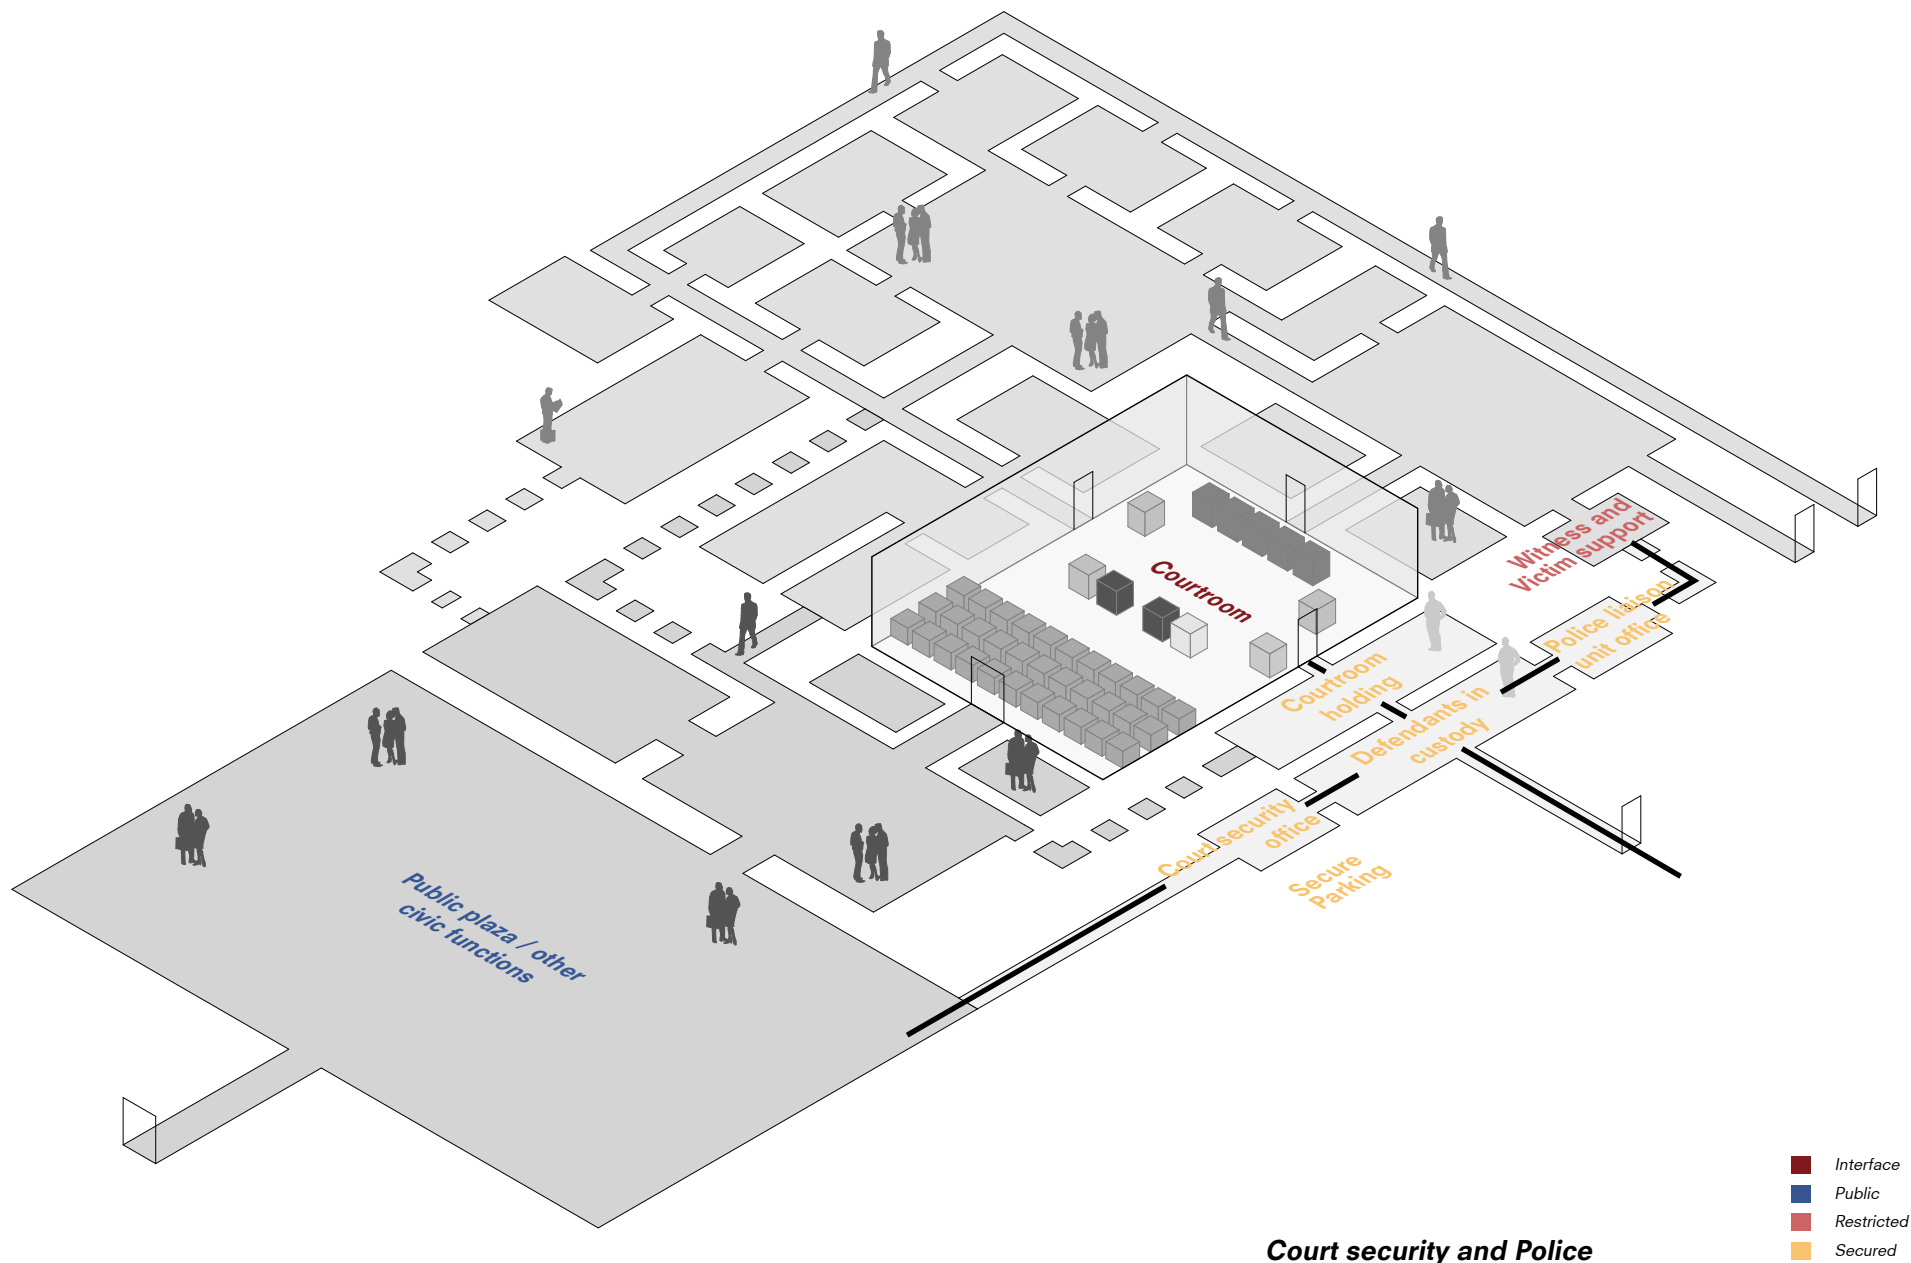 Witness and
Victim support
Police liaison
unit office
Courtroom
Courtroom
holding
Defendants in
custody
Court security
office
Secure
Parking
Public plaza / other
civic functions
Interface
Public
Restricted
Secured
Court security and Police